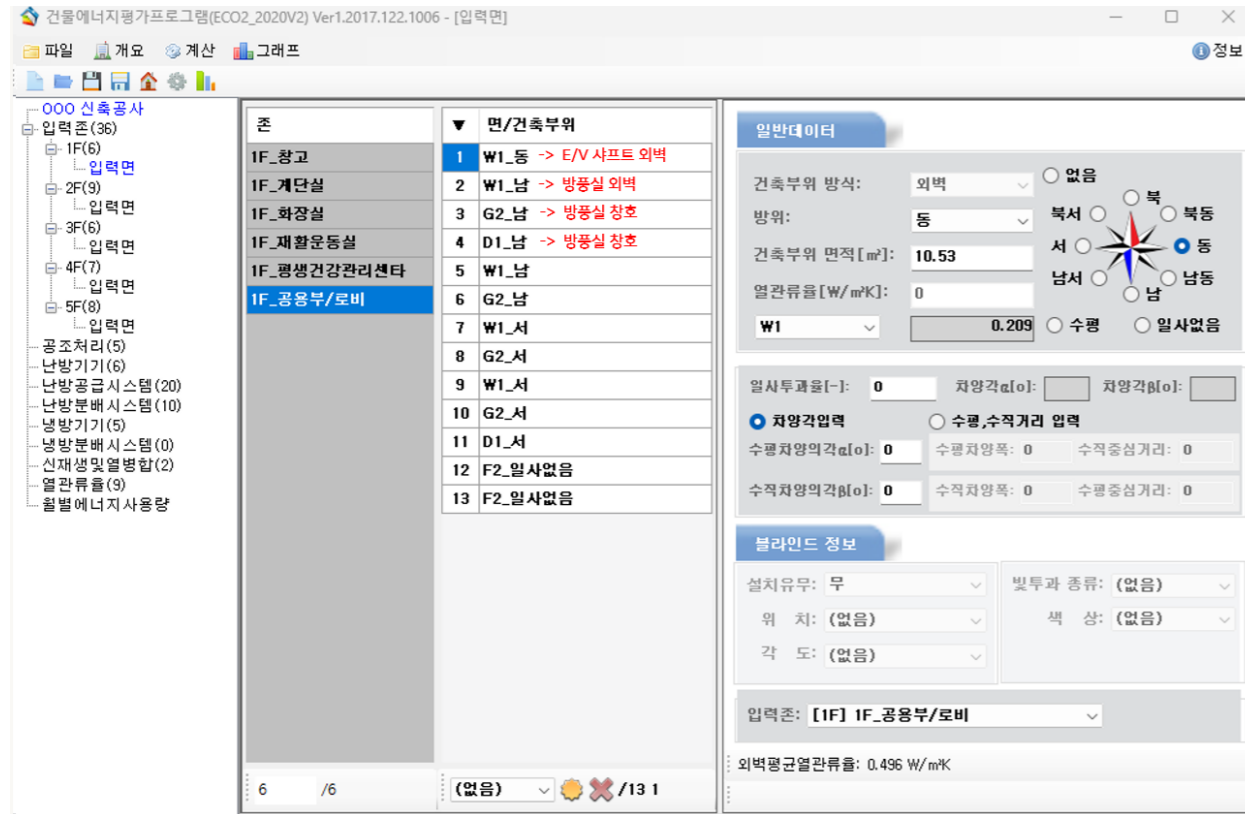 건물에너지평가프로그램(ECO2_2020V2) Ver1.2017.122.1006 - [입력면]
파일 개요 계산 그래프 정보
OOO 신축공사
입력존(36)
1F(6)
입력면
2F(9)
입력면
3F(6)
입력면
4F(7)
입력면
5F(8)
입력면
공조처리(5)
난방기기(6)
난방공급시스템(20)
난방분배시스템(10)
냉방기기(5)
냉방분배시스템(0)
신재생및열병합(2)
열관류율(9)
월별에너지사용량
존
1F_창고
1F_계단실
1F_화장실
1F_재활운동실
1F_평생건강관리센타
1F_공용부/로비
6 /6
▼ 면/건축부위
1 W1_동 -> E/V 샤프트 외벽
2 W1_남 -> 방풍실 외벽
3 G2_남 -> 방풍실 창호
4 D1_남 -> 방풍실 창호
5 W1_남
6 G2_남
7 W1_서
8 G2_서
9 W1_서
10 G2_서
11 D1_서
12 F2_일사없음
13 F2_일사없음
(없음) /13 1
일반데이터
건축부위 방식: 외벽
방위: 동
건축부위 면적[㎡]: 10.53
열관류율[W/㎡K]: 0
W1 0.209
없음
북
북서 북동
서 동
남서 남동
남
수평 일사없음
일사투과율[-]: 0 차양각α[o]: 차양각β[o]:
차양각입력 수평,수직거리 입력
수평차양의각α[o]: 0 수평차양폭: 0 수직중심거리: 0
수직차양의각β[o]: 0 수직차양폭: 0 수평중심거리: 0
블라인드 정보
설치유무: 무 빛투과 종류: (없음)
위 치: (없음) 색 상: (없음)
각 도: (없음)
입력존: [1F] 1F_공용부/로비
외벽평균열관류율: 0.496 W/㎡K